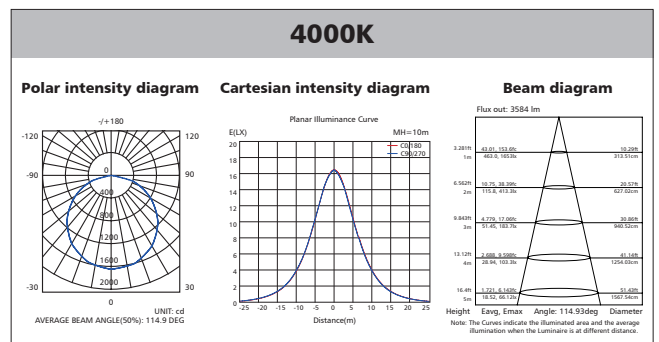 4000K
Polar intensity diagram
-/+180
-120
120
-90
90
0
400
800
1200
1600
2000
-30
30
0
UNIT: cd
AVERAGE BEAM ANGLE(50%): 114.9 DEG
Cartesian intensity diagram
Planar Illuminance Curve
E(LX)
MH=10m
C0/180
C90/270
20
18
16
14
12
10
8
6
4
2
0
-25 -20 -15 -10 -5 0 5 10 15 20 25
Distance(m)
Beam diagram
Flux out: 3584 lm
3.281ft 43.01, 153.6fc 10.29ft
1m 463.0, 1653lx 313.51cm
6.562ft 10.75, 38.39fc 20.57ft
2m 115.8, 413.3lx 627.02cm
9.843ft 4.779, 17.06fc 30.86ft
3m 51.45, 183.7lx 940.52cm
13.12ft 2.688, 9.598fc 41.14ft
4m 28.94, 103.3lx 1254.03cm
16.4ft 1.721, 6.143fc 51.43ft
5m 18.52, 66.12lx 1567.54cm
Height Eavg, Emax Angle: 114.93deg Diameter
Note: The Curves indicate the illuminated area and the average
illumination when the Luminaire is at different distance.